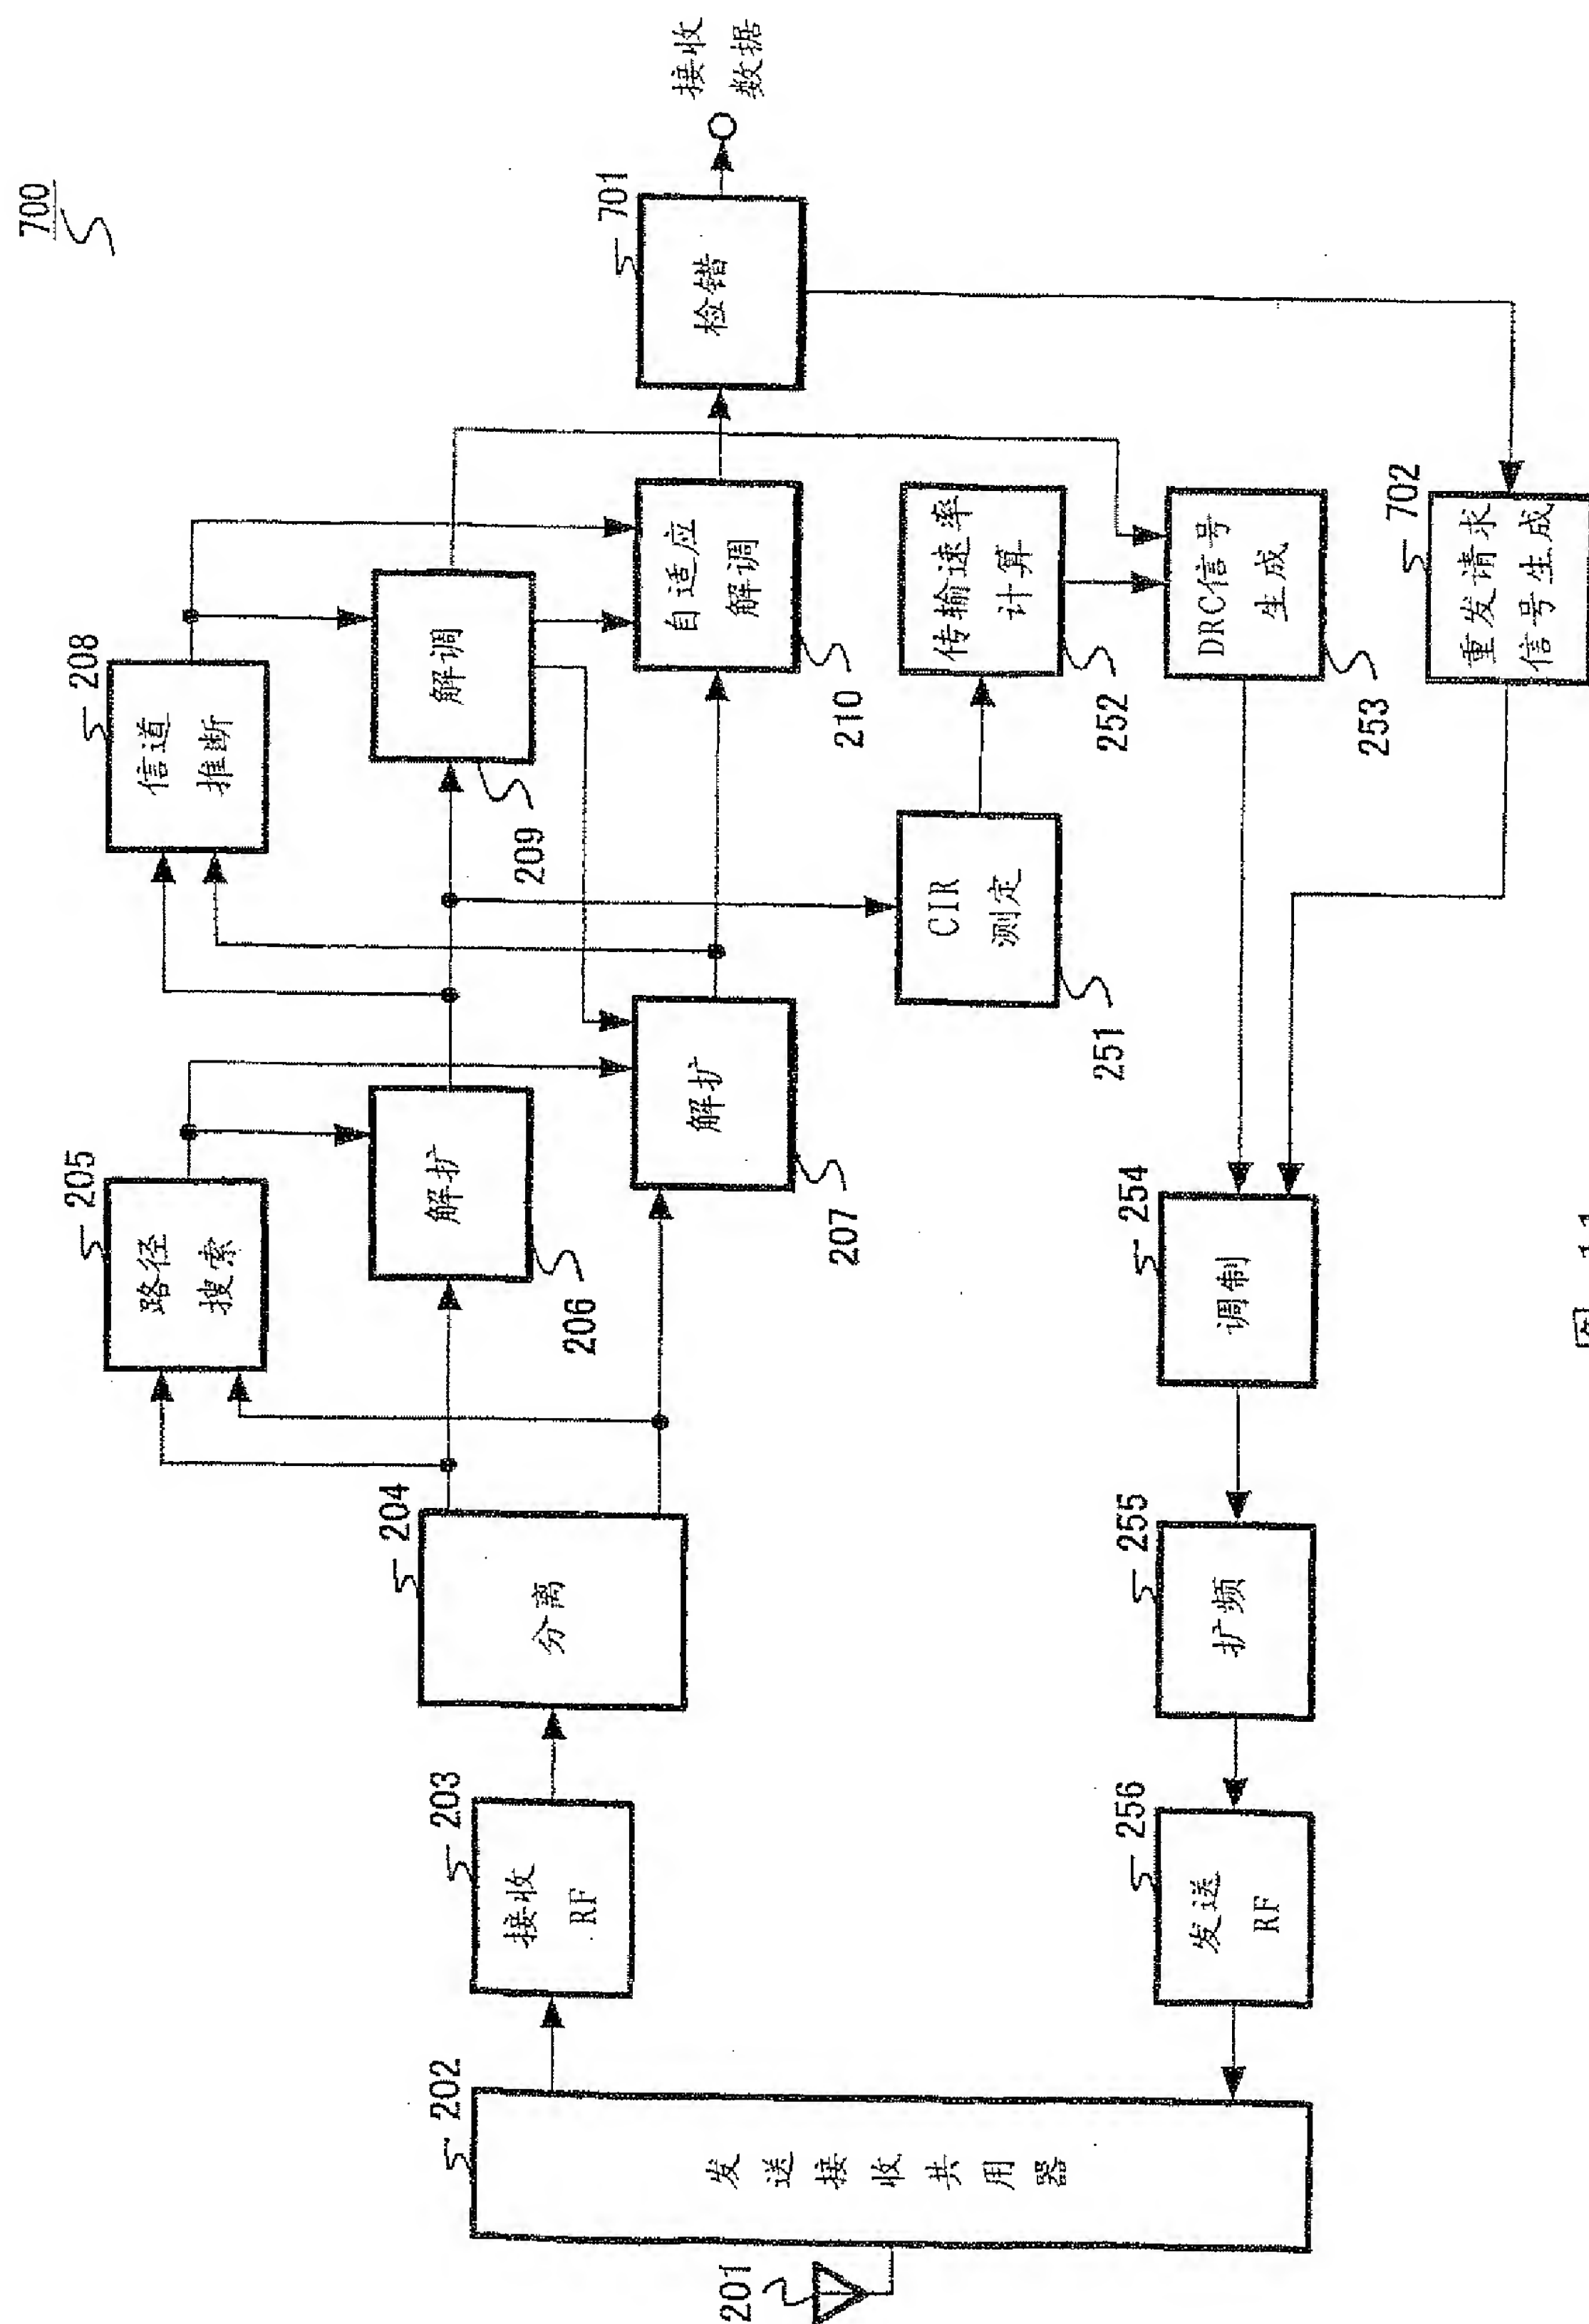 700
接收
数据
701
检错
208
信道
推断
解调
209
自适应
解调
210
传输速率
计算
252
DRC信号
生成
253
702
重发请求
信号生成
205
路径
搜索
解扩
206
解扩
207
CIR
测定
251
254
调制
204
分离
255
扩频
203
接收
RF
256
发送
RF
202
发送接收共用器
201
图 11